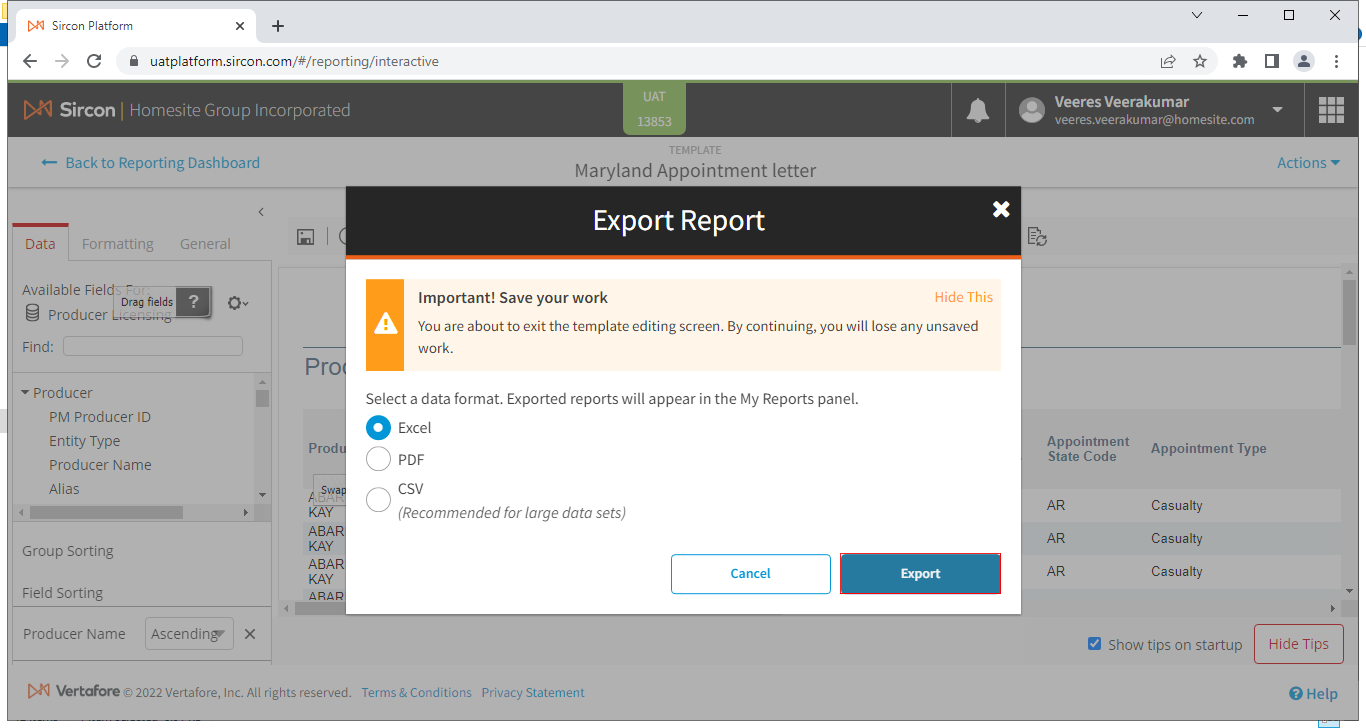 Sircon Platform
uatplatform.sircon.com/#/reporting/interactive
Sircon | Homesite Group Incorporated
UAT
13853
Veeres Veerakumar
veeres.veerakumar@homesite.com
← Back to Reporting Dashboard
TEMPLATE
Maryland Appointment letter
Actions
Export Report
Data
Formatting
General
Available Fields For:
Drag fields
?
Producer Licensing
Find:
Important! Save your work
Hide This
You are about to exit the template editing screen. By continuing, you will lose any unsaved
work.
Select a data format. Exported reports will appear in the My Reports panel.
Excel
PDF
CSV
(Recommended for large data sets)
Cancel
Export
Producer
PM Producer ID
Entity Type
Producer Name
Alias
Group Sorting
Field Sorting
Producer Name
Ascending
Proc
Produ
Swap
ABAR
KAY
ABAR
KAY
ABAR
KAY
ABAR
Appointment
State Code
Appointment Type
AR Casualty
AR Casualty
AR Casualty
Show tips on startup
Hide Tips
Vertafore © 2022 Vertafore, Inc. All rights reserved. Terms & Conditions Privacy Statement
Help